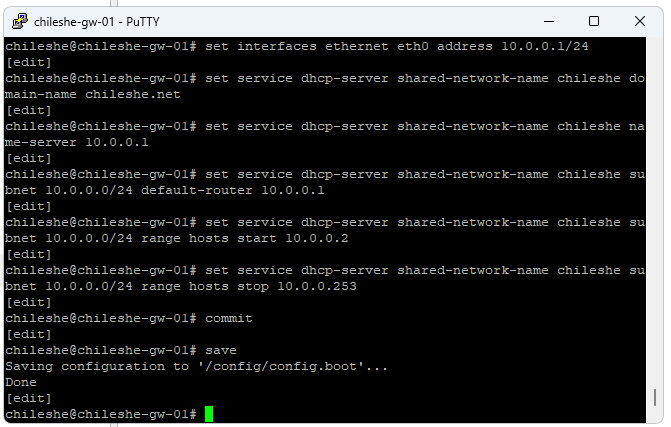 chileshe-gw-01 - PuTTY
chileshe@chileshe-gw-01# set interfaces ethernet eth0 address 10.0.0.1/24
[edit]
chileshe@chileshe-gw-01# set service dhcp-server shared-network-name chileshe do
main-name chileshe.net
[edit]
chileshe@chileshe-gw-01# set service dhcp-server shared-network-name chileshe na
me-server 10.0.0.1
[edit]
chileshe@chileshe-gw-01# set service dhcp-server shared-network-name chileshe su
bnet 10.0.0.0/24 default-router 10.0.0.1
[edit]
chileshe@chileshe-gw-01# set service dhcp-server shared-network-name chileshe su
bnet 10.0.0.0/24 range hosts start 10.0.0.2
[edit]
chileshe@chileshe-gw-01# set service dhcp-server shared-network-name chileshe su
bnet 10.0.0.0/24 range hosts stop 10.0.0.253
[edit]
chileshe@chileshe-gw-01# commit
[edit]
chileshe@chileshe-gw-01# save
Saving configuration to '/config/config.boot'...
Done
[edit]
chileshe@chileshe-gw-01#